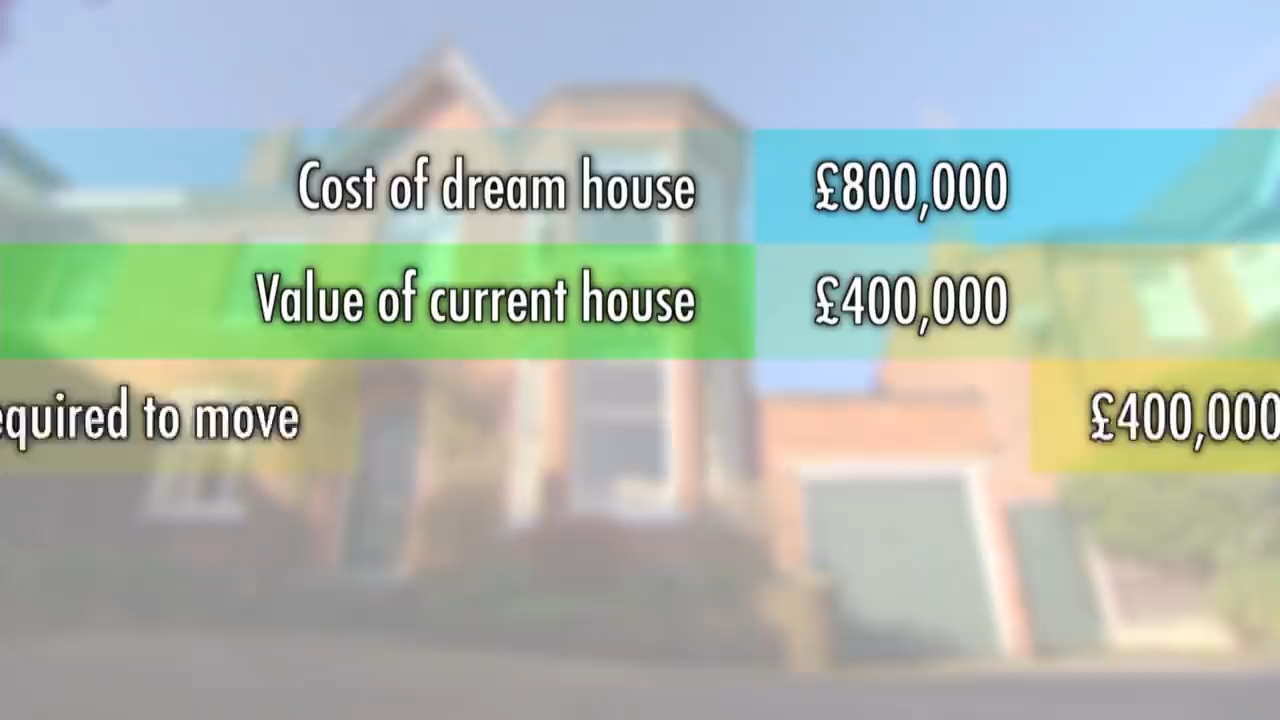 Cost of dream house £800,000
Value of current house £400,000
equired to move £400,000